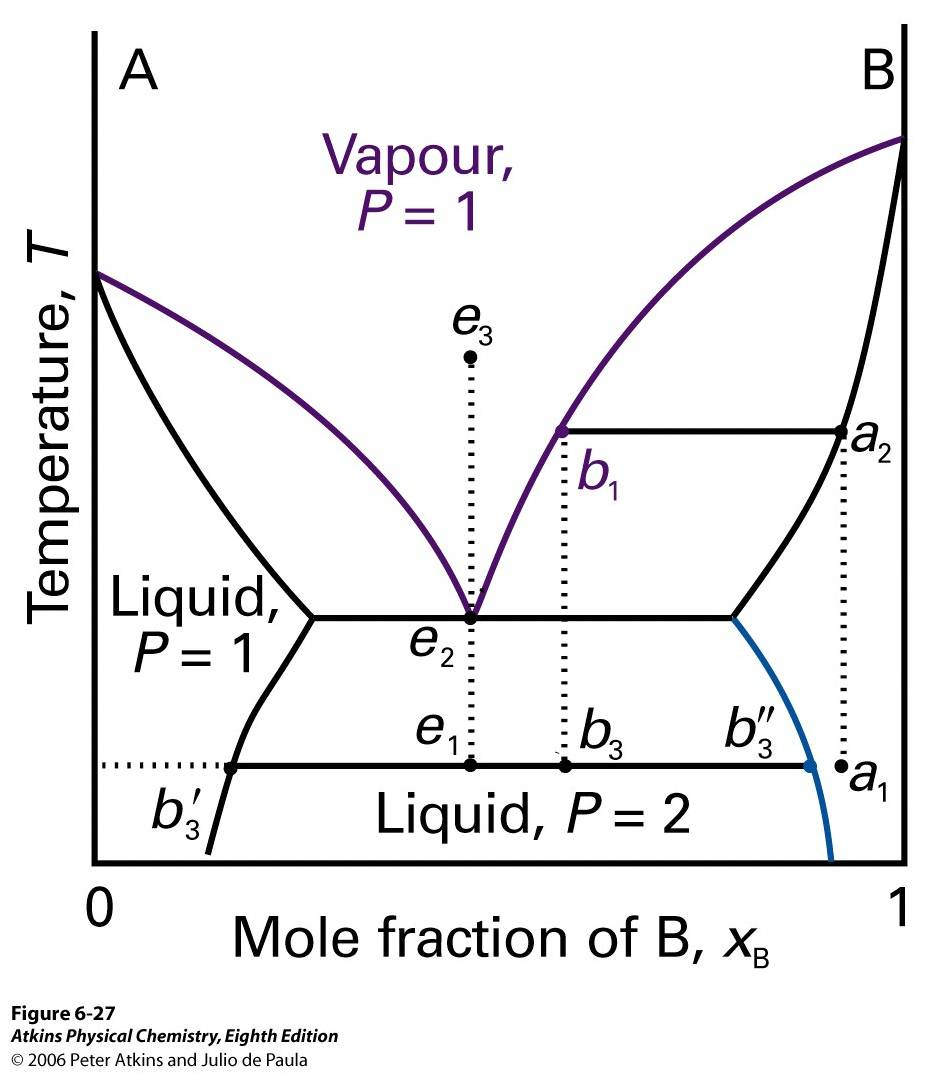 A
B
Vapour,
P = 1
Temperature, T
e₃
a₂
b₁
Liquid,
P = 1
e₂
e₁
b₃
b₃″
a₁
b₃′
Liquid, P = 2
0
1
Mole fraction of B, x_B
Figure 6-27
Atkins Physical Chemistry, Eighth Edition
© 2006 Peter Atkins and Julio de Paula